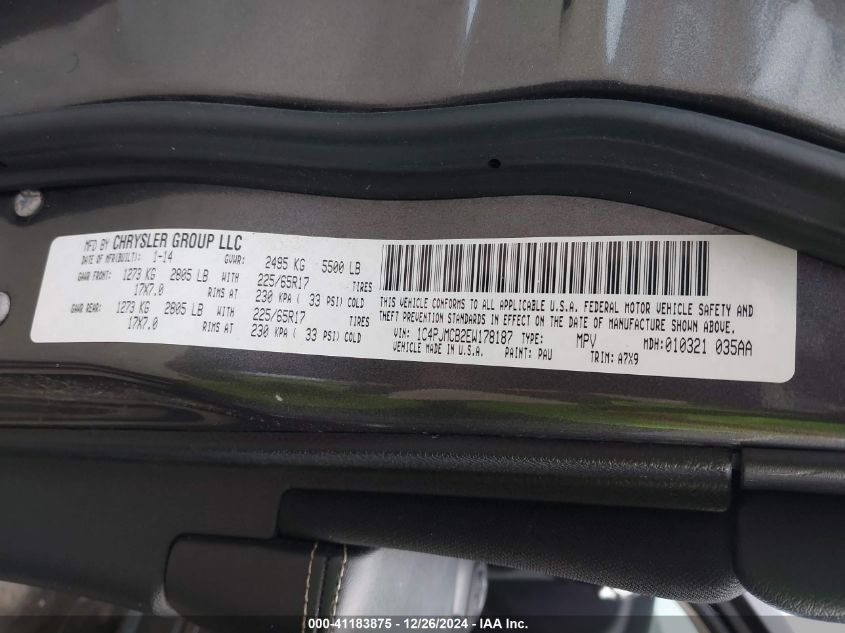 MFD BY CHRYSLER GROUP LLC
DATE OF MFR(BUILT): 1-14 GVWR: 2495 KG 5500 LB
GAWR FRONT: 1273 KG 2805 LB WITH 225/65R17 TIRES
17X7.0 RIMS AT 230 KPA ( 33 PSI) COLD
GAWR REAR: 1273 KG 2805 LB WITH 225/65R17 TIRES
17X7.0 RIMS AT 230 KPA ( 33 PSI) COLD
THIS VEHICLE CONFORMS TO ALL APPLICABLE U.S.A. FEDERAL MOTOR VEHICLE SAFETY AND
THEFT PREVENTION STANDARDS IN EFFECT ON THE DATE OF MANUFACTURE SHOWN ABOVE.
VIN: 1C4PJMCB2EW178187 TYPE: MPV MDH:010321 035AA
VEHICLE MADE IN U.S.A. PAINT: PAU TRIM: A7X9
000-41183875 - 12/26/2024 - IAA Inc.